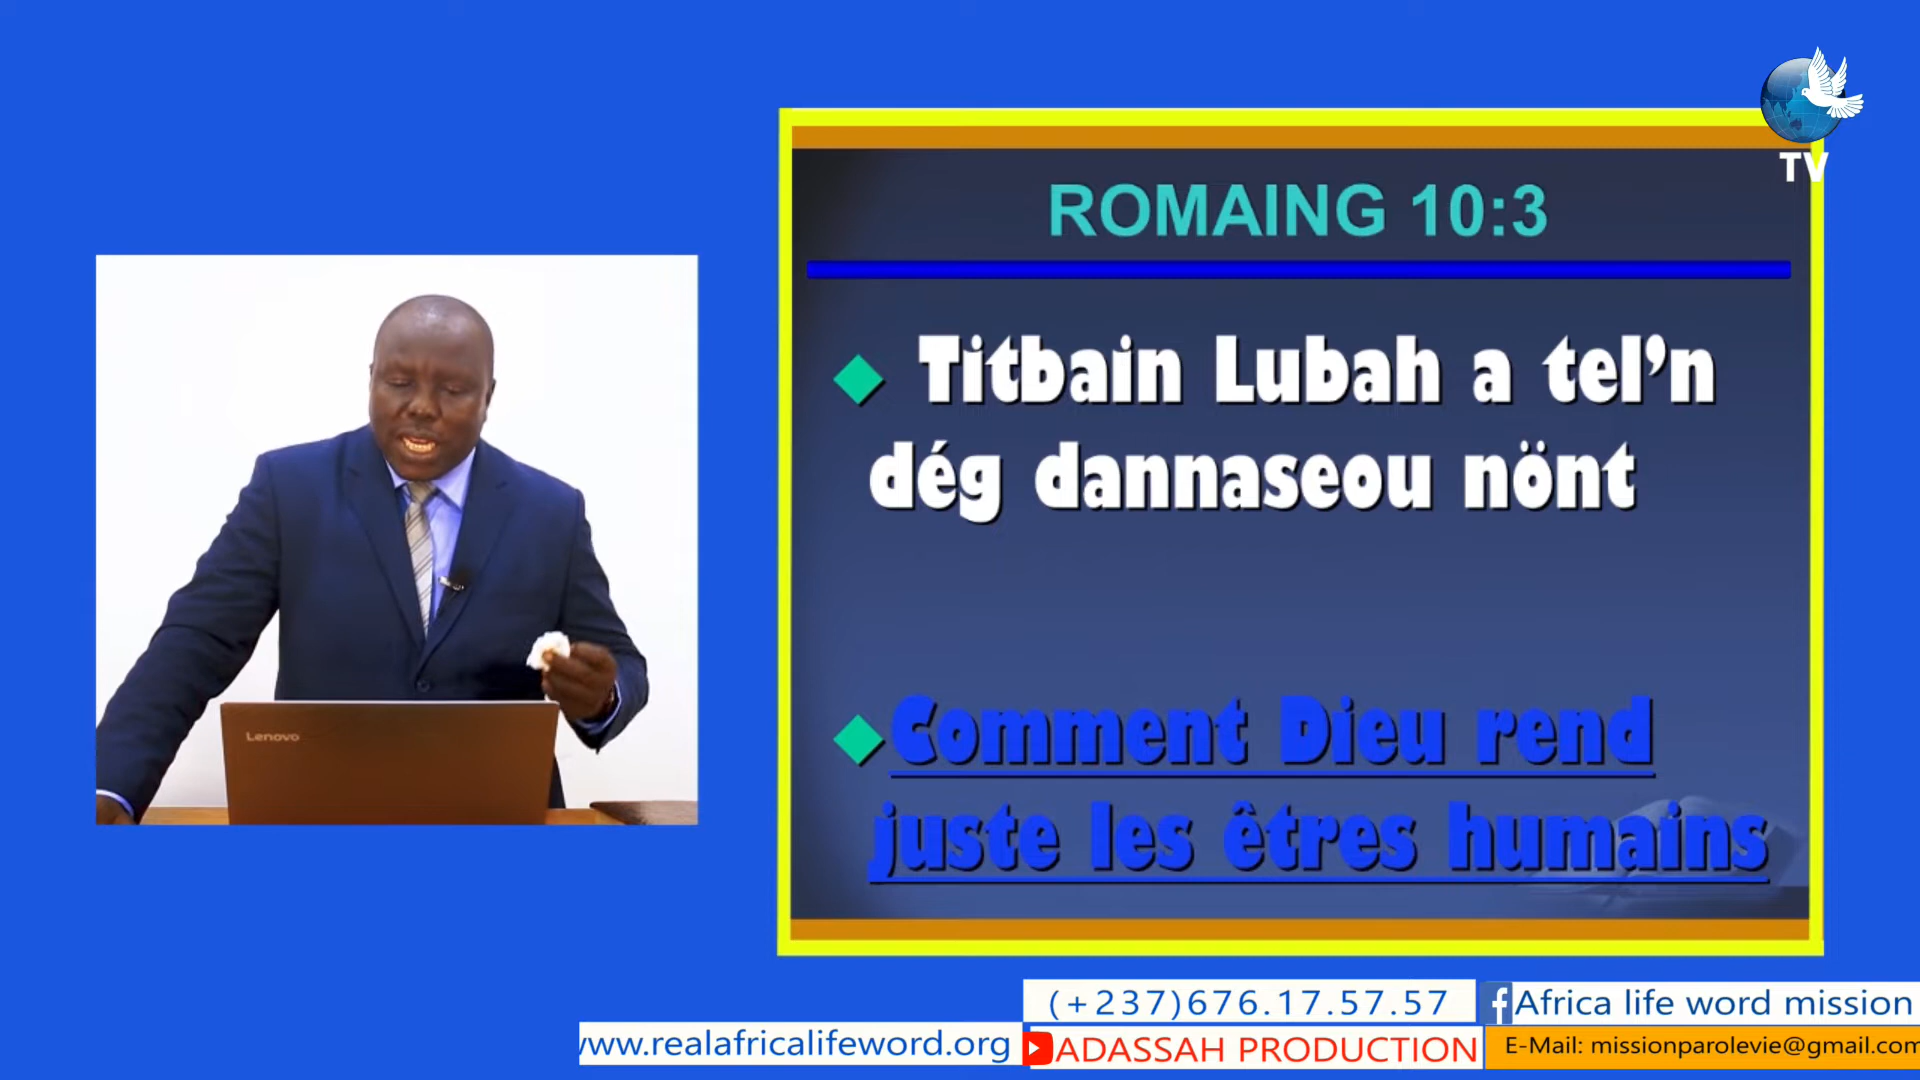 TV
ROMAING 10:3
Titbain Lubah a tel’n
dég dannaseou nönt
Comment Dieu rend
juste les êtres humains
Lenovo
(+237)676.17.57.57
Africa life word mission
www.realafricalifeword.org
ADASSAH PRODUCTION
E-Mail: missionparolevie@gmail.com